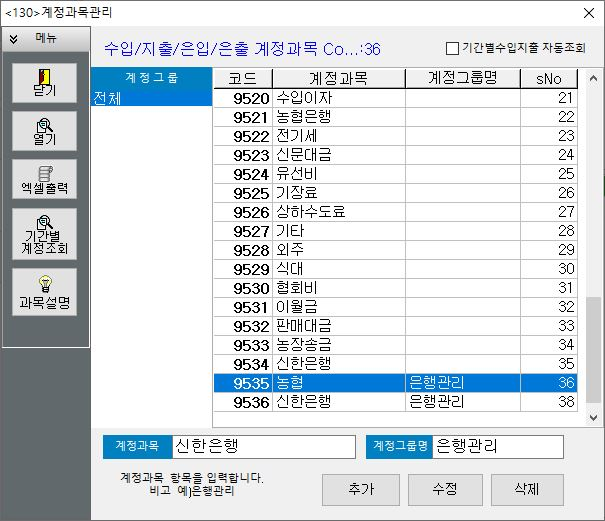 <130>계정과목관리
메뉴
닫기
열기
엑셀출력
기간별
계정조회
과목설명
수입/지출/은입/은출 계정과목 Co...:36
기간별수입지출 자동조회
계정그룹
전체
코드 계정과목 계정그룹명 sNo
9520 수입이자 21
9521 농협은행 22
9522 전기세 23
9523 신문대금 24
9524 유선비 25
9525 기장료 26
9526 상하수도료 27
9527 기타 28
9528 외주 29
9529 식대 30
9530 협회비 31
9531 이월금 32
9532 판매대금 33
9533 농장송금 34
9534 신한은행 35
9535 농협 은행관리 36
9536 신한은행 은행관리 38
계정과목 신한은행 계정그룹명 은행관리
계정과목 항목을 입력합니다.
비고 예)은행관리
추가 수정 삭제